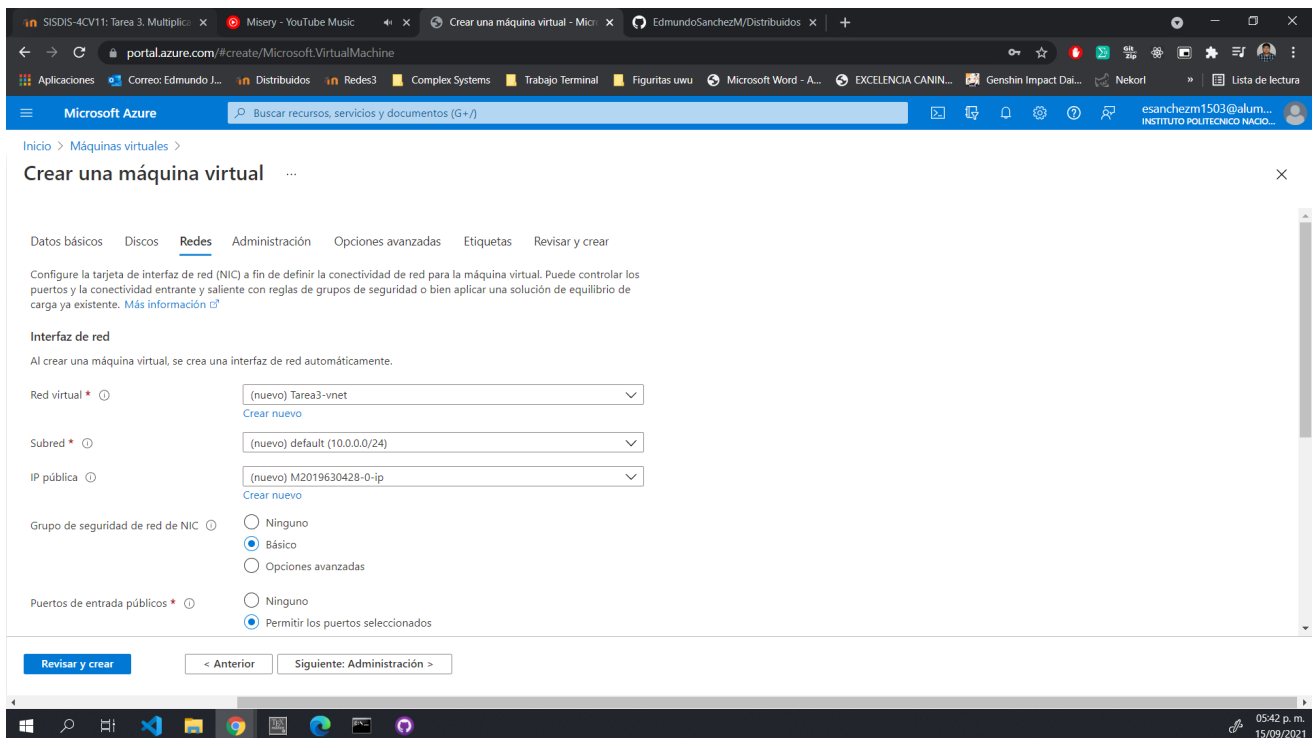 SISDIS-4CV11: Tarea 3. Multiplica
Misery - YouTube Music
Crear una máquina virtual - Micr
EdmundoSanchezM/Distribuidos
portal.azure.com/#create/Microsoft.VirtualMachine
Aplicaciones
Correo: Edmundo J...
Distribuidos
Redes3
Complex Systems
Trabajo Terminal
Figuritas uwu
Microsoft Word - A...
EXCELENCIA CANIN...
Genshin Impact Dai...
Nekorl
»
Lista de lectura
Microsoft Azure
Buscar recursos, servicios y documentos (G+/)
esanchezm1503@alum...
INSTITUTO POLITECNICO NACIO...
Inicio > Máquinas virtuales >
Crear una máquina virtual ...
Datos básicos Discos Redes Administración Opciones avanzadas Etiquetas Revisar y crear
Configure la tarjeta de interfaz de red (NIC) a fin de definir la conectividad de red para la máquina virtual. Puede controlar los
puertos y la conectividad entrante y saliente con reglas de grupos de seguridad o bien aplicar una solución de equilibrio de
carga ya existente. Más información
Interfaz de red
Al crear una máquina virtual, se crea una interfaz de red automáticamente.
Red virtual * (nuevo) Tarea3-vnet
Crear nuevo
Subred * (nuevo) default (10.0.0.0/24)
IP pública (nuevo) M2019630428-0-ip
Crear nuevo
Grupo de seguridad de red de NIC Ninguno
Básico
Opciones avanzadas
Puertos de entrada públicos * Ninguno
Permitir los puertos seleccionados
Revisar y crear
< Anterior
Siguiente: Administración >
05:42 p. m.
15/09/2021